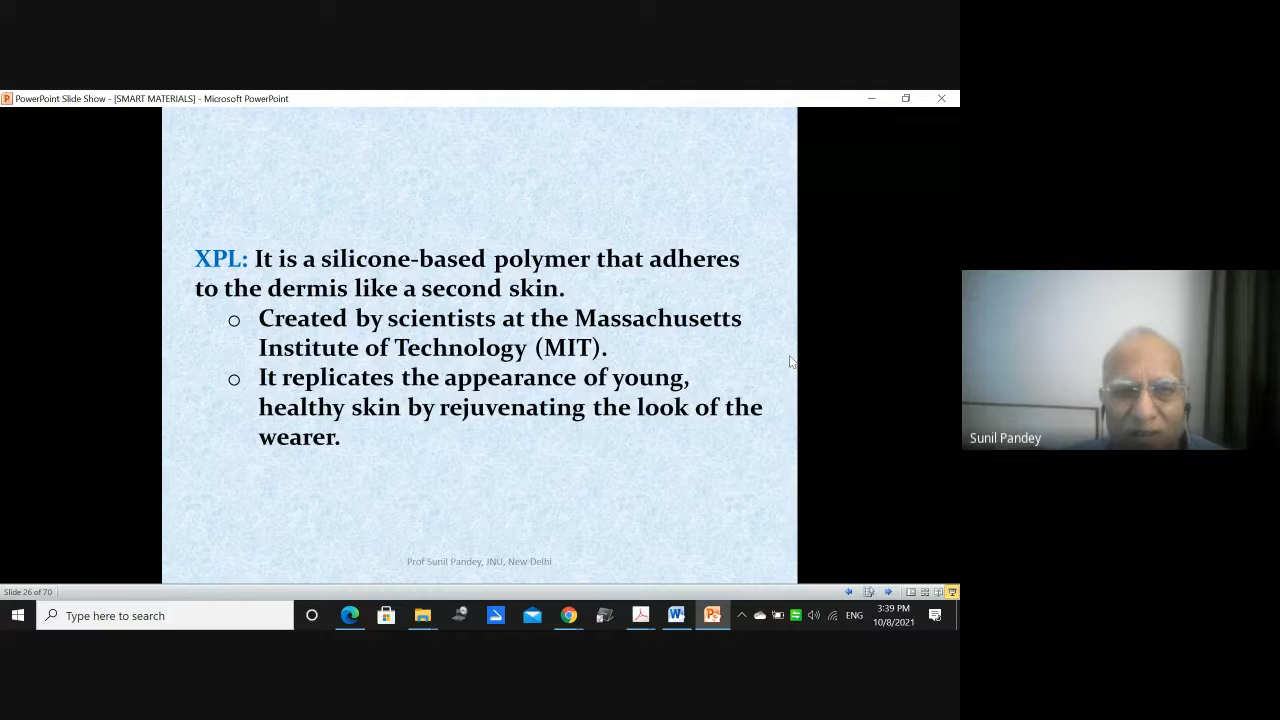 PowerPoint Slide Show - [SMART MATERIALS] - Microsoft PowerPoint
XPL: It is a silicone-based polymer that adheres
to the dermis like a second skin.
o Created by scientists at the Massachusetts
Institute of Technology (MIT).
o It replicates the appearance of young,
healthy skin by rejuvenating the look of the
wearer.
Prof Sunil Pandey, JNU, New Delhi
Sunil Pandey
Slide 26 of 70
Type here to search
ENG
3:39 PM
10/8/2021